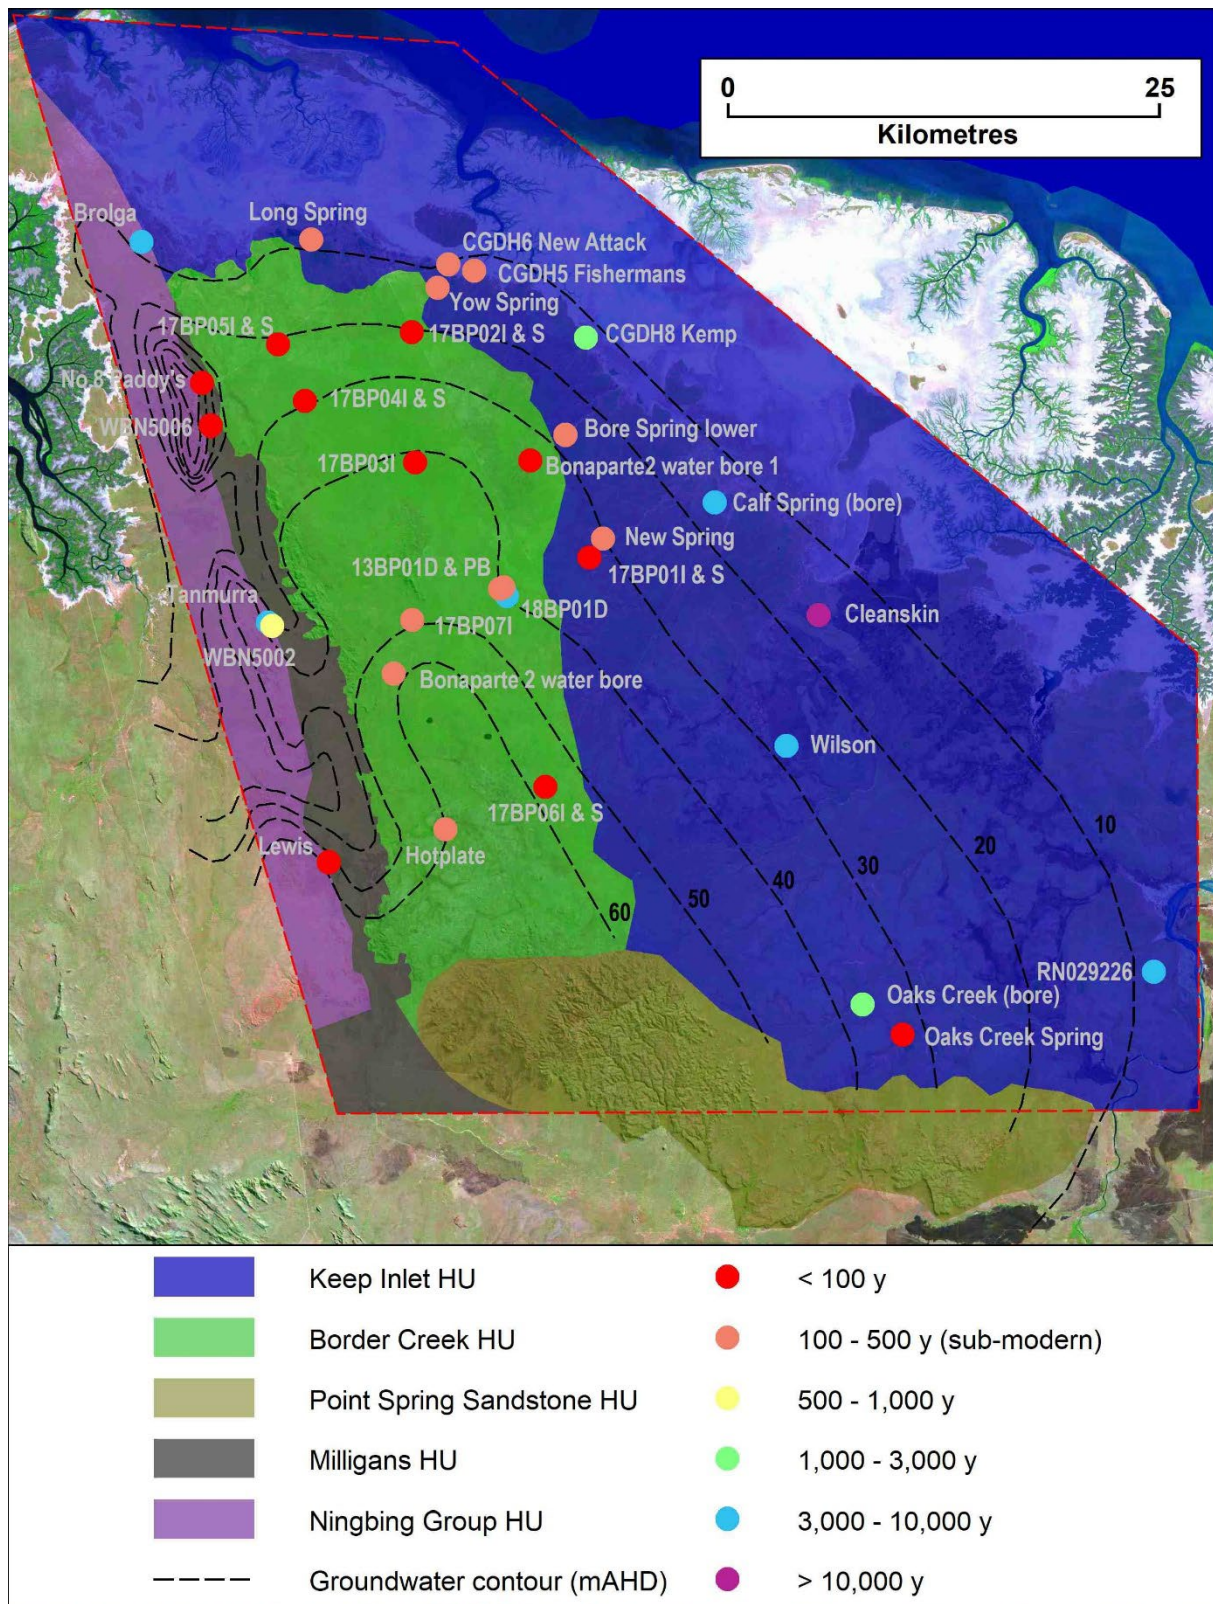 0 25
Kilometres
Brolga
Long Spring
CGDH6 New Attack
CGDH5 Fishermans
Yow Spring
17BP05I & S
17BP02I & S
CGDH8 Kemp
No.8 Paddy's
17BP04I & S
WBN5006
Bore Spring lower
17BP03I
Bonaparte2 water bore 1
Calf Spring (bore)
New Spring
13BP01D & PB
17BP01I & S
Tanmurra
18BP01D
Cleanskin
17BP07I
WBN5002
Bonaparte 2 water bore
Wilson
17BP06I & S
10
20
Lewis
Hotplate
30
40
50
60
RN029226
Oaks Creek (bore)
Oaks Creek Spring
Keep Inlet HU
< 100 y
Border Creek HU
100 - 500 y (sub-modern)
Point Spring Sandstone HU
500 - 1,000 y
Milligans HU
1,000 - 3,000 y
Ningbing Group HU
3,000 - 10,000 y
Groundwater contour (mAHD)
> 10,000 y